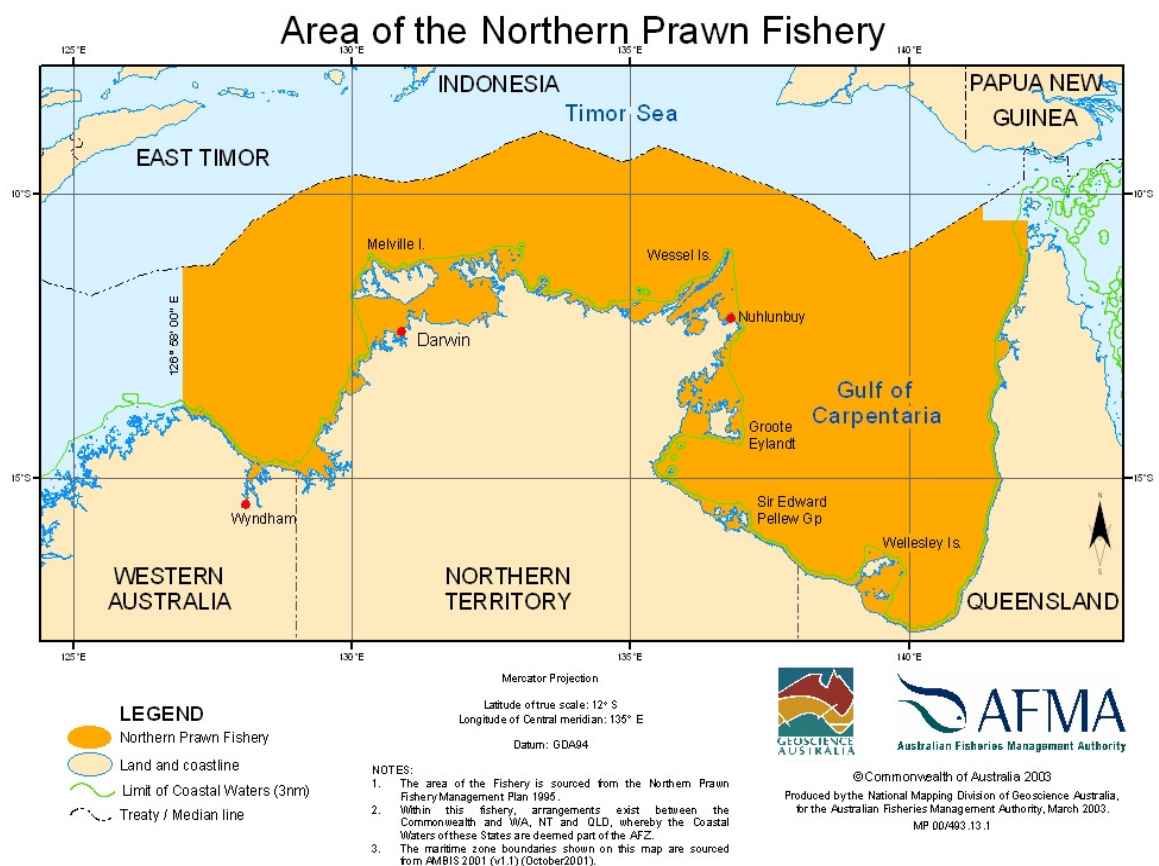 Area of the Northern Prawn Fishery
125°E
130°E
135°E
140°E
INDONESIA
PAPUA NEW
GUINEA
Timor Sea
EAST TIMOR
10°S
10°S
Melville I.
Wessel Is.
126° 58' 00" E
Nuhlunbuy
Darwin
Gulf of
Carpentaria
Groote
Eylandt
15°S
15°S
Sir Edward
Pellew Gp
Wyndham
Wellesley Is.
N
S
WESTERN
AUSTRALIA
NORTHERN
TERRITORY
QUEENSLAND
125°E
130°E
135°E
140°E
Mercator Projection
Latitude of true scale: 12° S
Longitude of Central meridian: 135° E
Datum: GDA94
LEGEND
Northern Prawn Fishery
Land and coastline
Limit of Coastal Waters (3nm)
Treaty / Median line
NOTES:
1. The area of the Fishery is sourced from the Northern Prawn
Fishery Management Plan 1995.
2. Within this fishery, arrangements exist between the
Commonwealth and WA, NT and QLD, whereby the Coastal
Waters of these States are deemed part of the AFZ.
3. The maritime zone boundaries shown on this map are sourced
from AMBIS 2001 (v1.1) (October2001).
GEOSCIENCE
AUSTRALIA
AFMA
Australian Fisheries Management Authority
© Commonwealth of Australia 2003
Produced by the National Mapping Division of Geoscience Australia,
for the Australian Fisheries Management Authority, March 2003.
MP 00/493.13.1